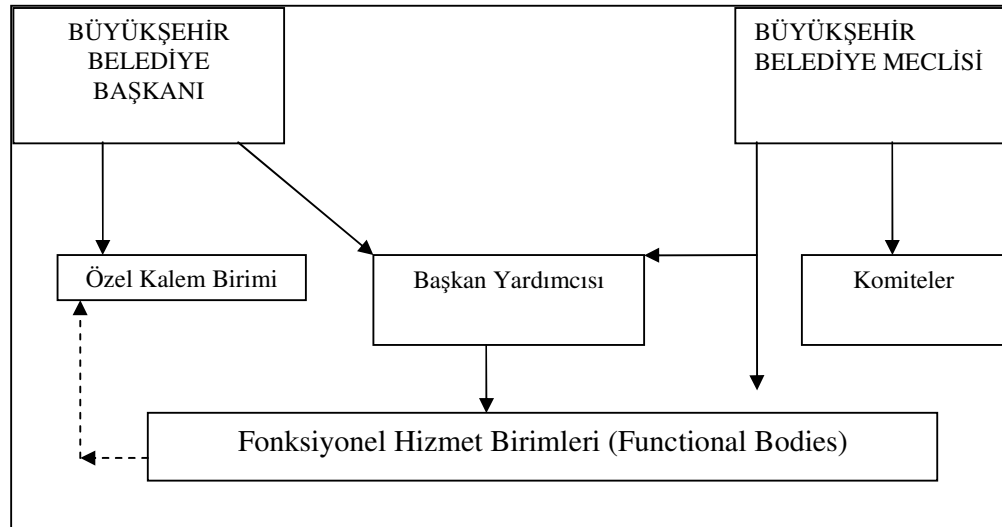 BÜYÜKŞEHİR
BELEDİYE
BAŞKANI
BÜYÜKŞEHİR
BELEDİYE MECLİSİ
Özel Kalem Birimi
Başkan Yardımcısı
Komiteler
Fonksiyonel Hizmet Birimleri (Functional Bodies)